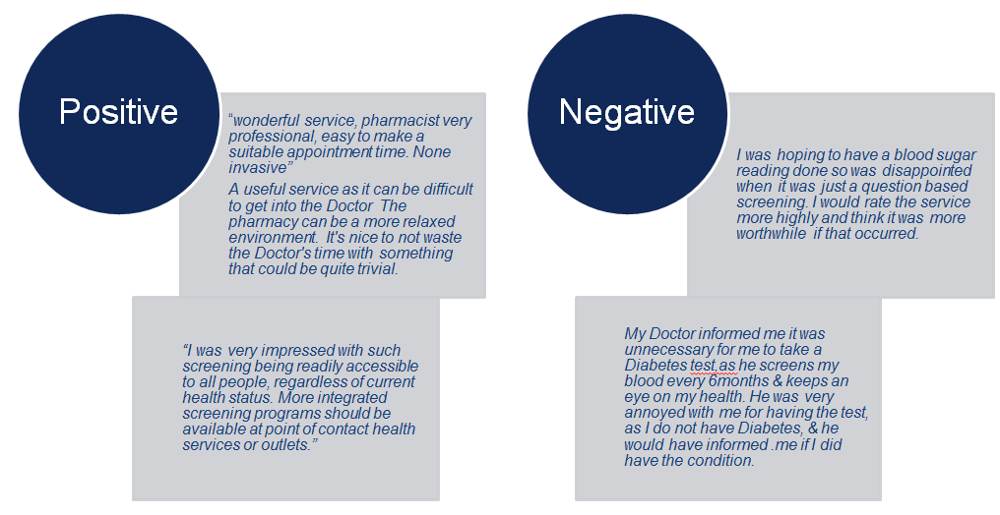 Positive
“wonderful service, pharmacist very
professional, easy to make a
suitable appointment time. None
invasive”
A useful service as it can be difficult
to get into the Doctor The
pharmacy can be a more relaxed
environment. It's nice to not waste
the Doctor's time with something
that could be quite trivial.
“I was very impressed with such
screening being readily accessible
to all people, regardless of current
health status. More integrated
screening programs should be
available at point of contact health
services or outlets.”
Negative
I was hoping to have a blood sugar
reading done so was disappointed
when it was just a question based
screening. I would rate the service
more highly and think it was more
worthwhile if that occurred.
My Doctor informed me it was
unnecessary for me to take a
Diabetes test,as he screens my
blood every 6months & keeps an
eye on my health. He was very
annoyed with me for having the test,
as I do not have Diabetes, & he
would have informed .me if I did
have the condition.